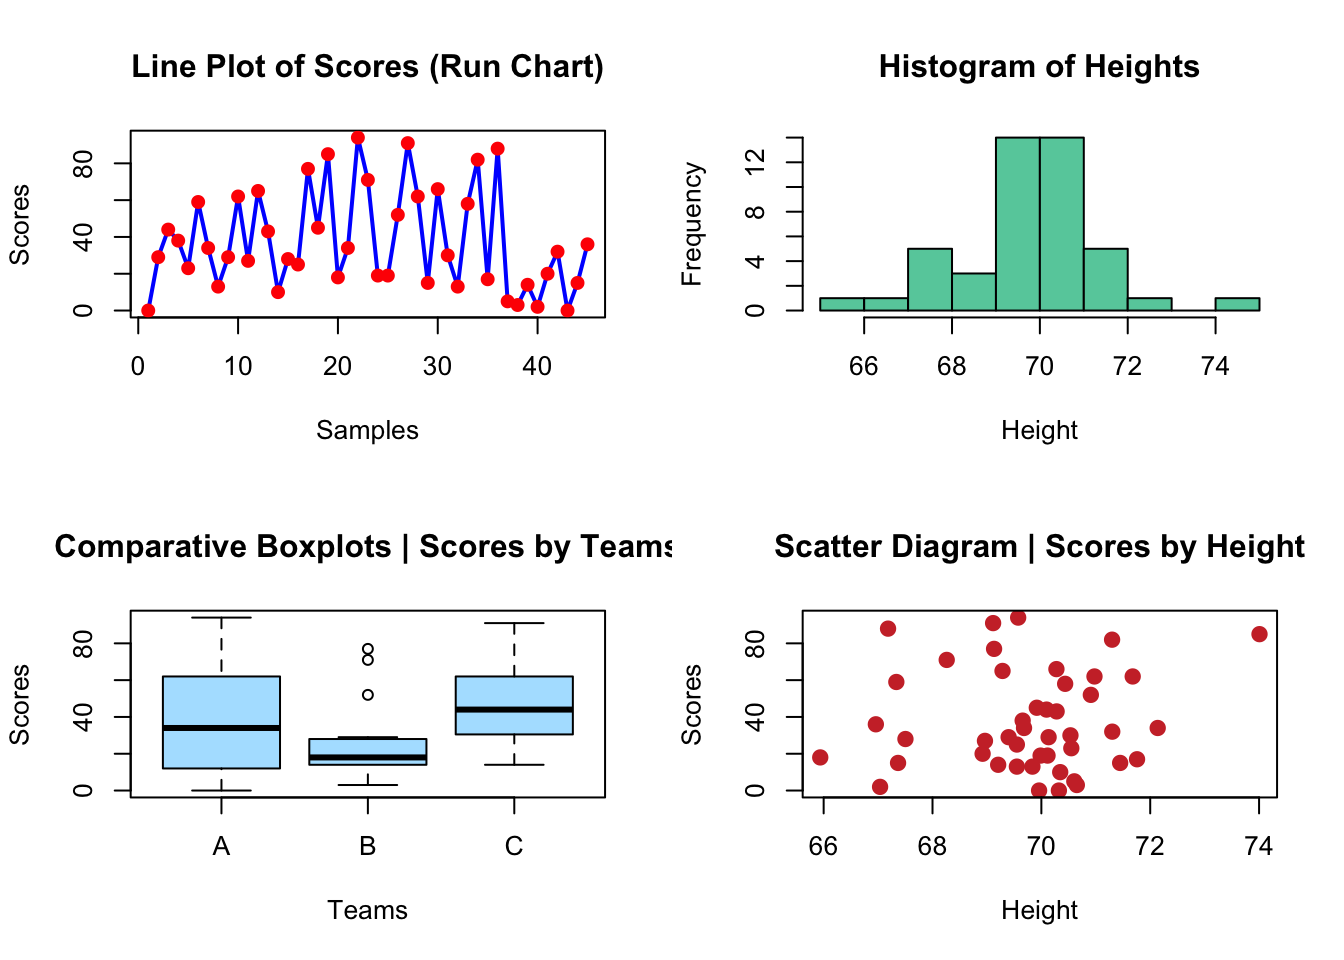 Line Plot of Scores (Run Chart)
Scores
0 40 80
0 10 20 30 40
Samples
Histogram of Heights
Frequency
0 4 8 12
66 68 70 72 74
Height
Comparative Boxplots | Scores by Teams
Scores
0 40 80
A B C
Teams
Scatter Diagram | Scores by Height
Scores
0 40 80
66 68 70 72 74
Height